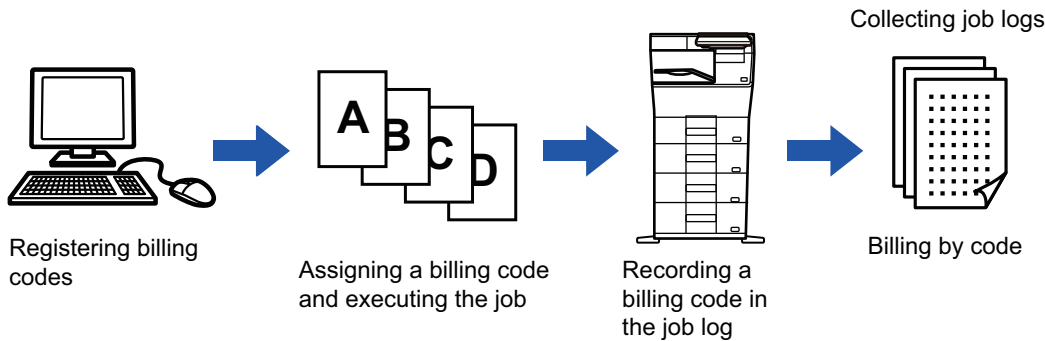 Collecting job logs
A
B
C
D
Registering billing
codes
Assigning a billing code
and executing the job
Recording a
billing code in
the job log
Billing by code